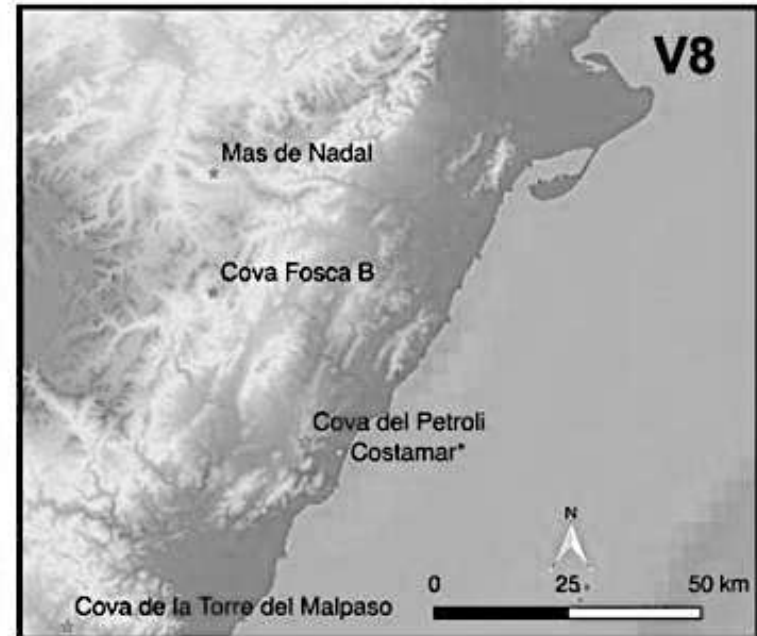 V8
Mas de Nadal
Cova Fosca B
Cova del Petroli
Costamar*
N
0 25 50 km
Cova de la Torre del Malpaso